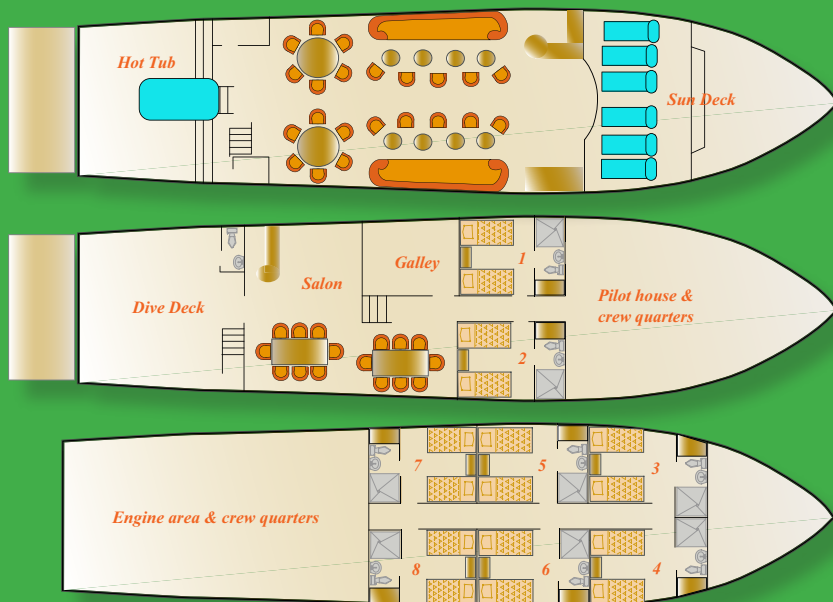 Hot Tub
Sun Deck
Dive Deck
Salon
Galley
1
2
Pilot house &
crew quarters
Engine area & crew quarters
7
5
3
8
6
4